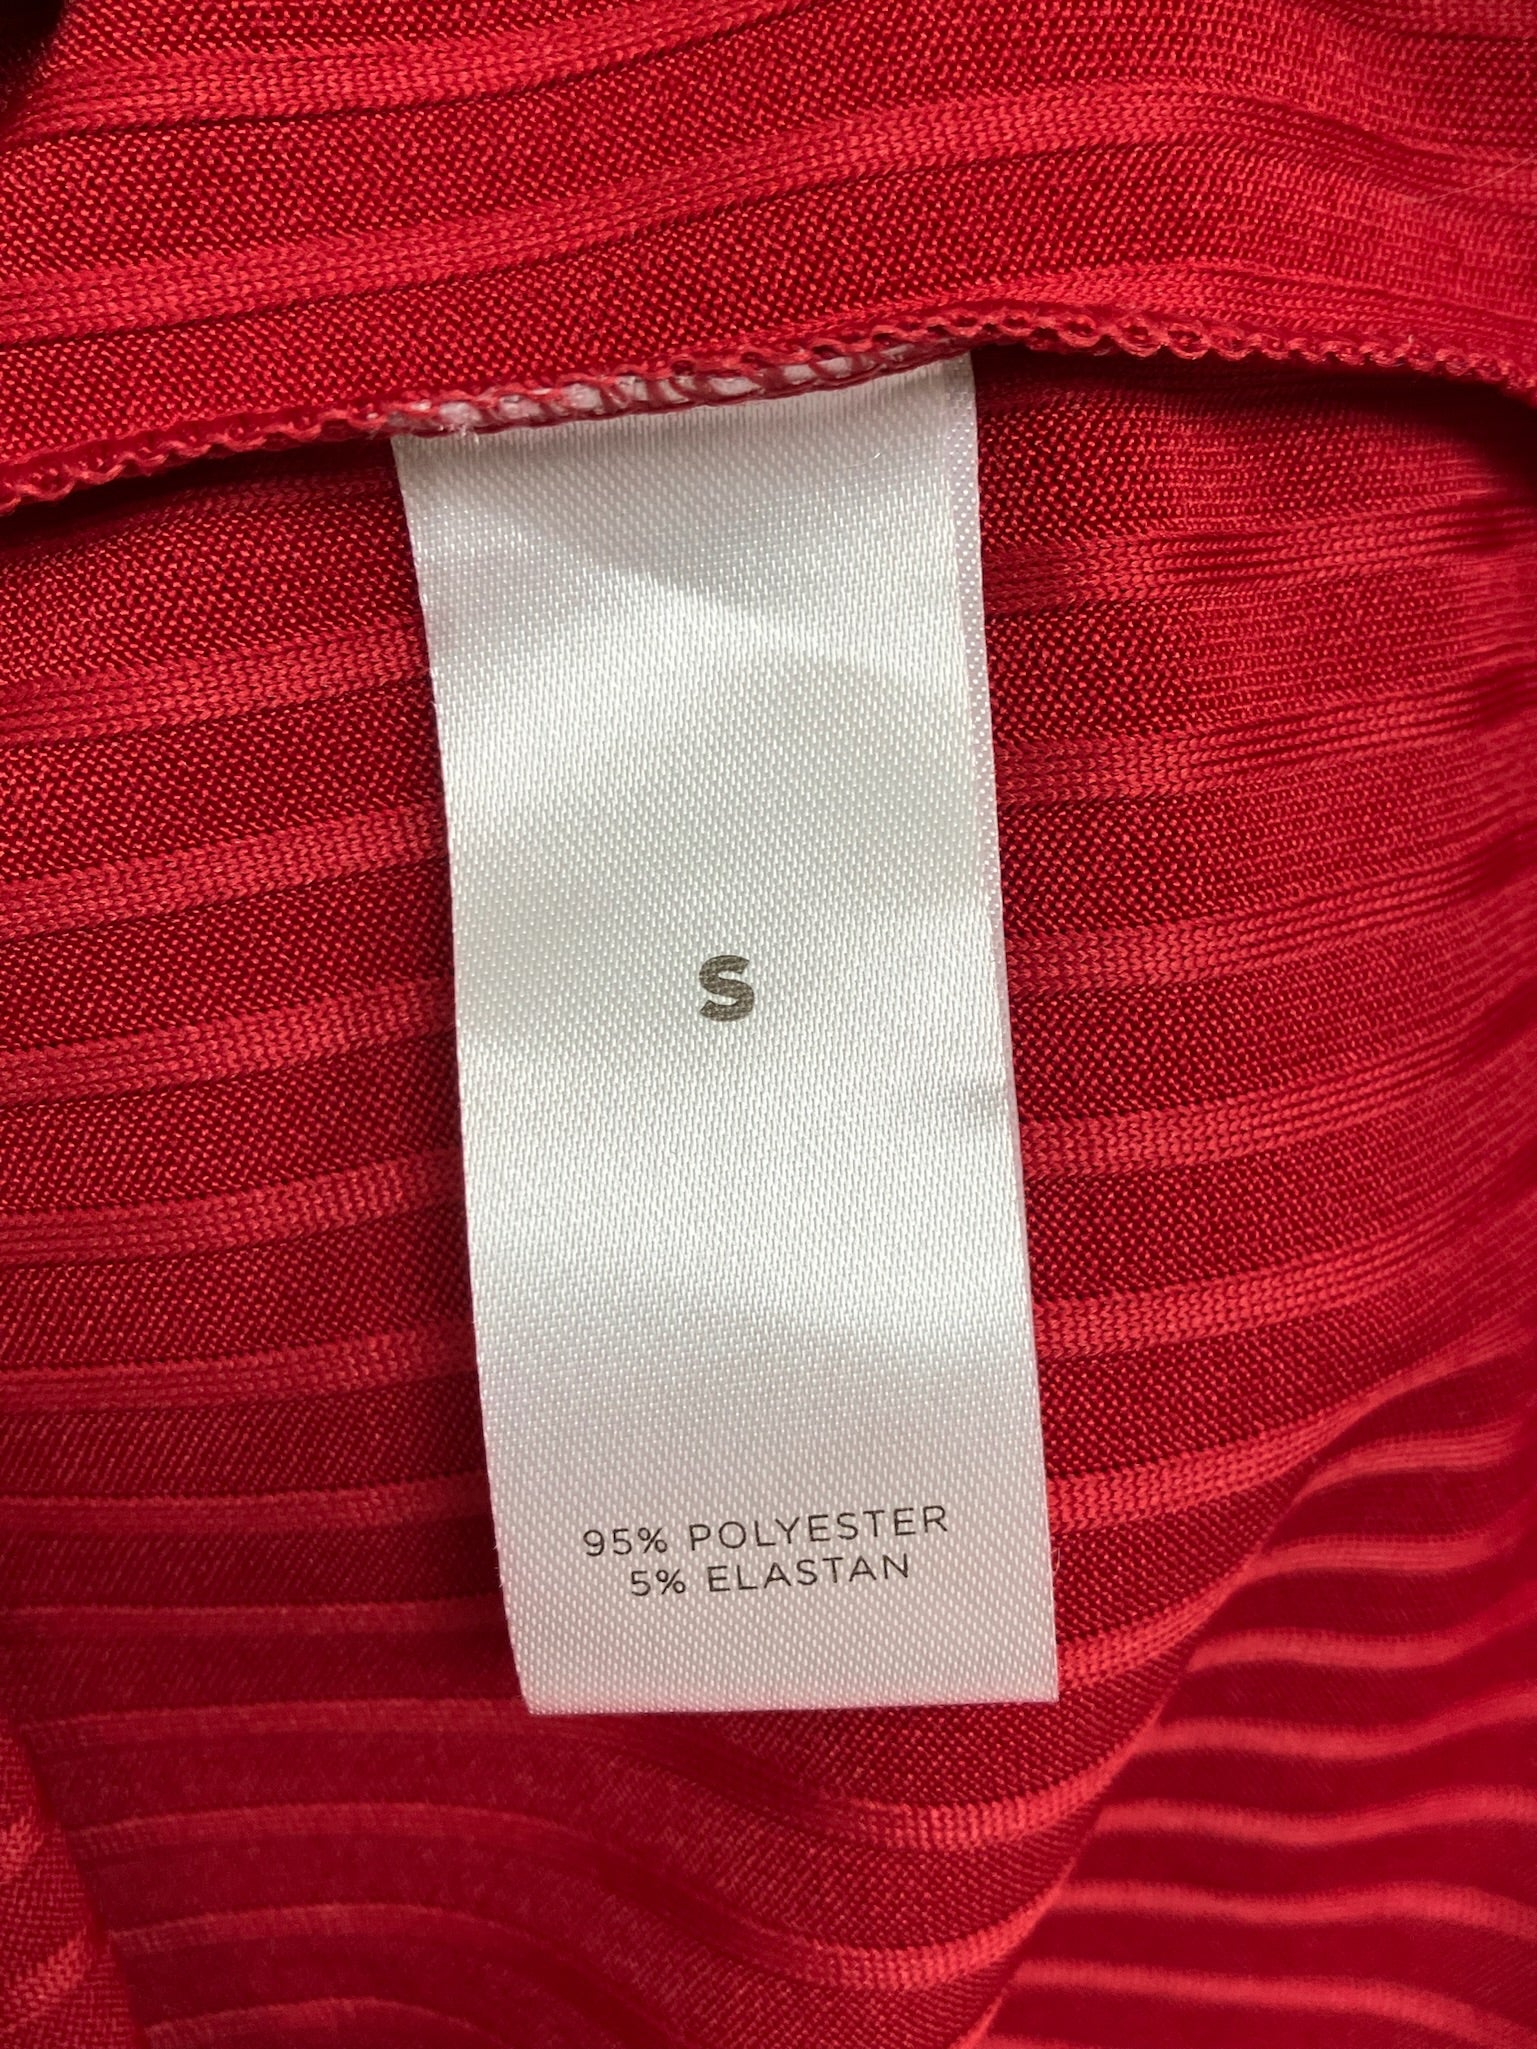 S
95% POLYESTER
5% ELASTAN